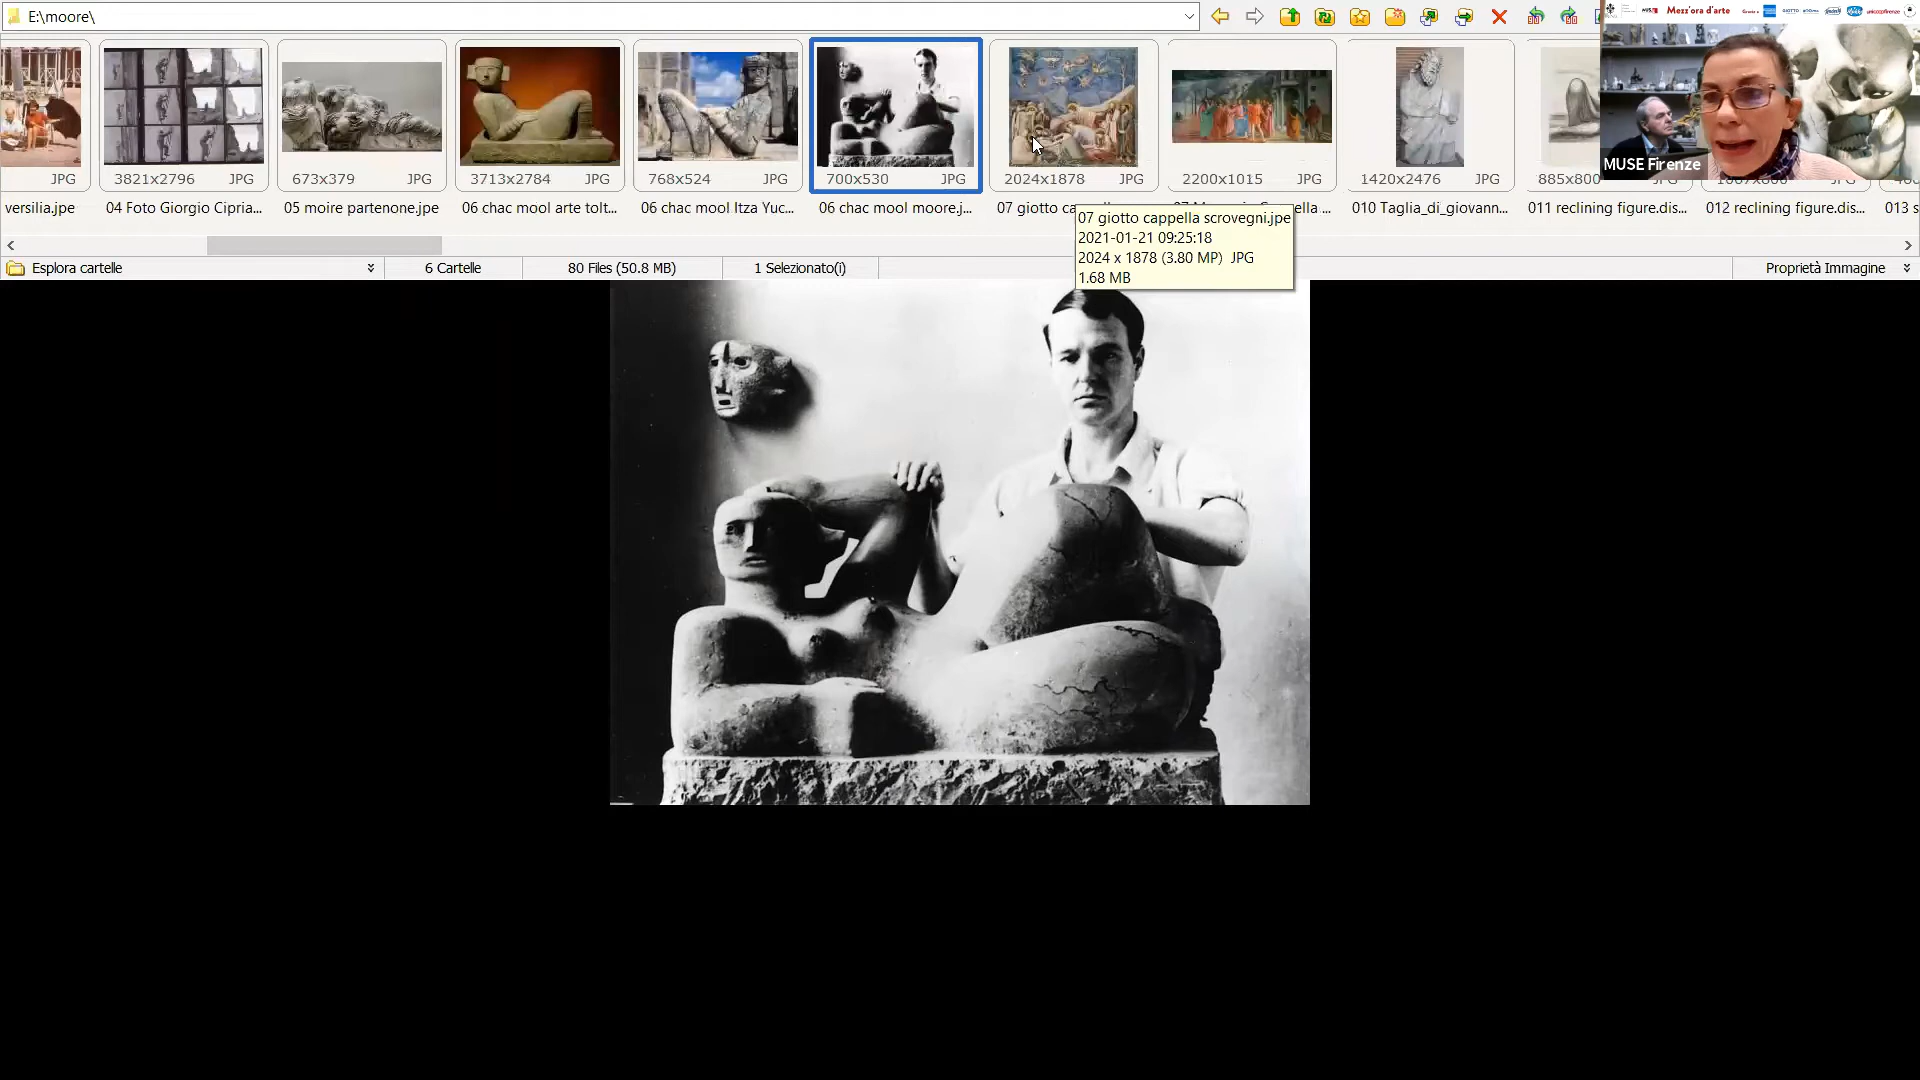 E:\moore\
Mezz'ora d'arte
MUSE Firenze
JPG
3821x2796 JPG
673x379 JPG
3713x2784 JPG
768x524 JPG
700x530 JPG
2024x1878 JPG
2200x1015 JPG
1420x2476 JPG
885x800
versilia.jpe
04 Foto Giorgio Cipria...
05 moire partenone.jpe
06 chac mool arte tolt...
06 chac mool Itza Yuc...
06 chac mool moore.j...
07 giotto
010 Taglia_di_giovann...
011 reclining figure.dis...
012 reclining figure.dis...
013 s
07 giotto cappella scrovegni.jpe
2021-01-21 09:25:18
2024 x 1878 (3.80 MP) JPG
1.68 MB
Esplora cartelle
6 Cartelle
80 Files (50.8 MB)
1 Selezionato(i)
Proprietà Immagine